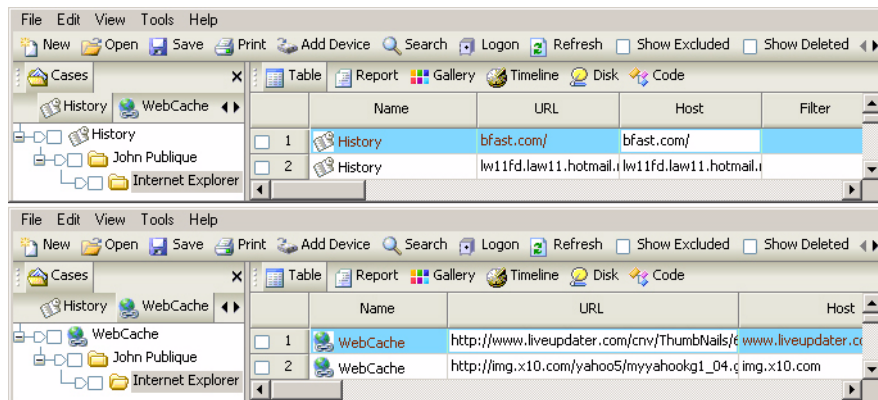 File Edit View Tools Help
New Open Save Print Add Device Search Logon Refresh Show Excluded Show Deleted
Cases Table Report Gallery Timeline Disk Code
History WebCache Name URL Host Filter
History 1 History bfast.com/ bfast.com/
John Publique 2 History lw11fd.law11.hotmail. lw11fd.law11.hotmail.
Internet Explorer
File Edit View Tools Help
New Open Save Print Add Device Search Logon Refresh Show Excluded Show Deleted
Cases Table Report Gallery Timeline Disk Code
History WebCache Name URL Host
WebCache 1 WebCache http://www.liveupdater.com/cnv/ThumbNails/ www.liveupdater.co
John Publique 2 WebCache http://img.x10.com/yahoo5/myyahookg1_04.g img.x10.com
Internet Explorer